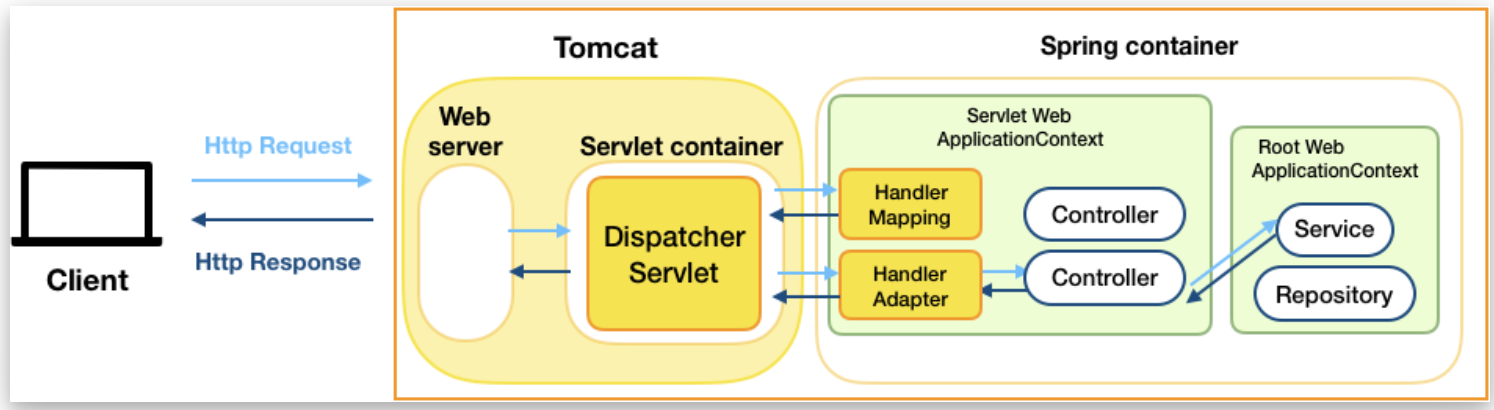 Tomcat
Spring container
Web
server
Servlet container
Servlet Web
ApplicationContext
Root Web
ApplicationContext
Http Request
Http Response
Client
Dispatcher
Servlet
Handler
Mapping
Handler
Adapter
Controller
Controller
Service
Repository